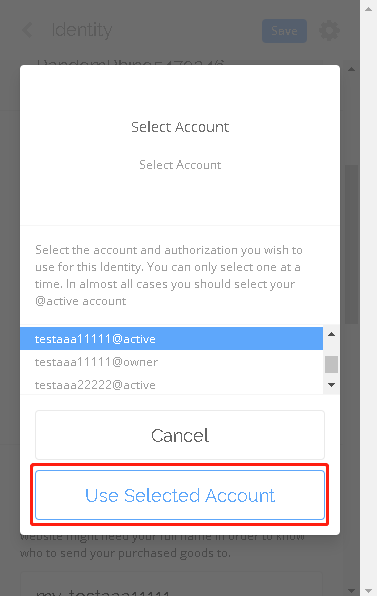 Identity
Save
Select Account
Select Account
Select the account and authorization you wish to
use for this Identity. You can only select one at a
time. In almost all cases you should select your
@active account
testaaa11111@active
testaaa11111@owner
testaaa22222@active
Cancel
Use Selected Account
website might need your full name in order to know
who to send your purchased goods to.
my-testaaa11111